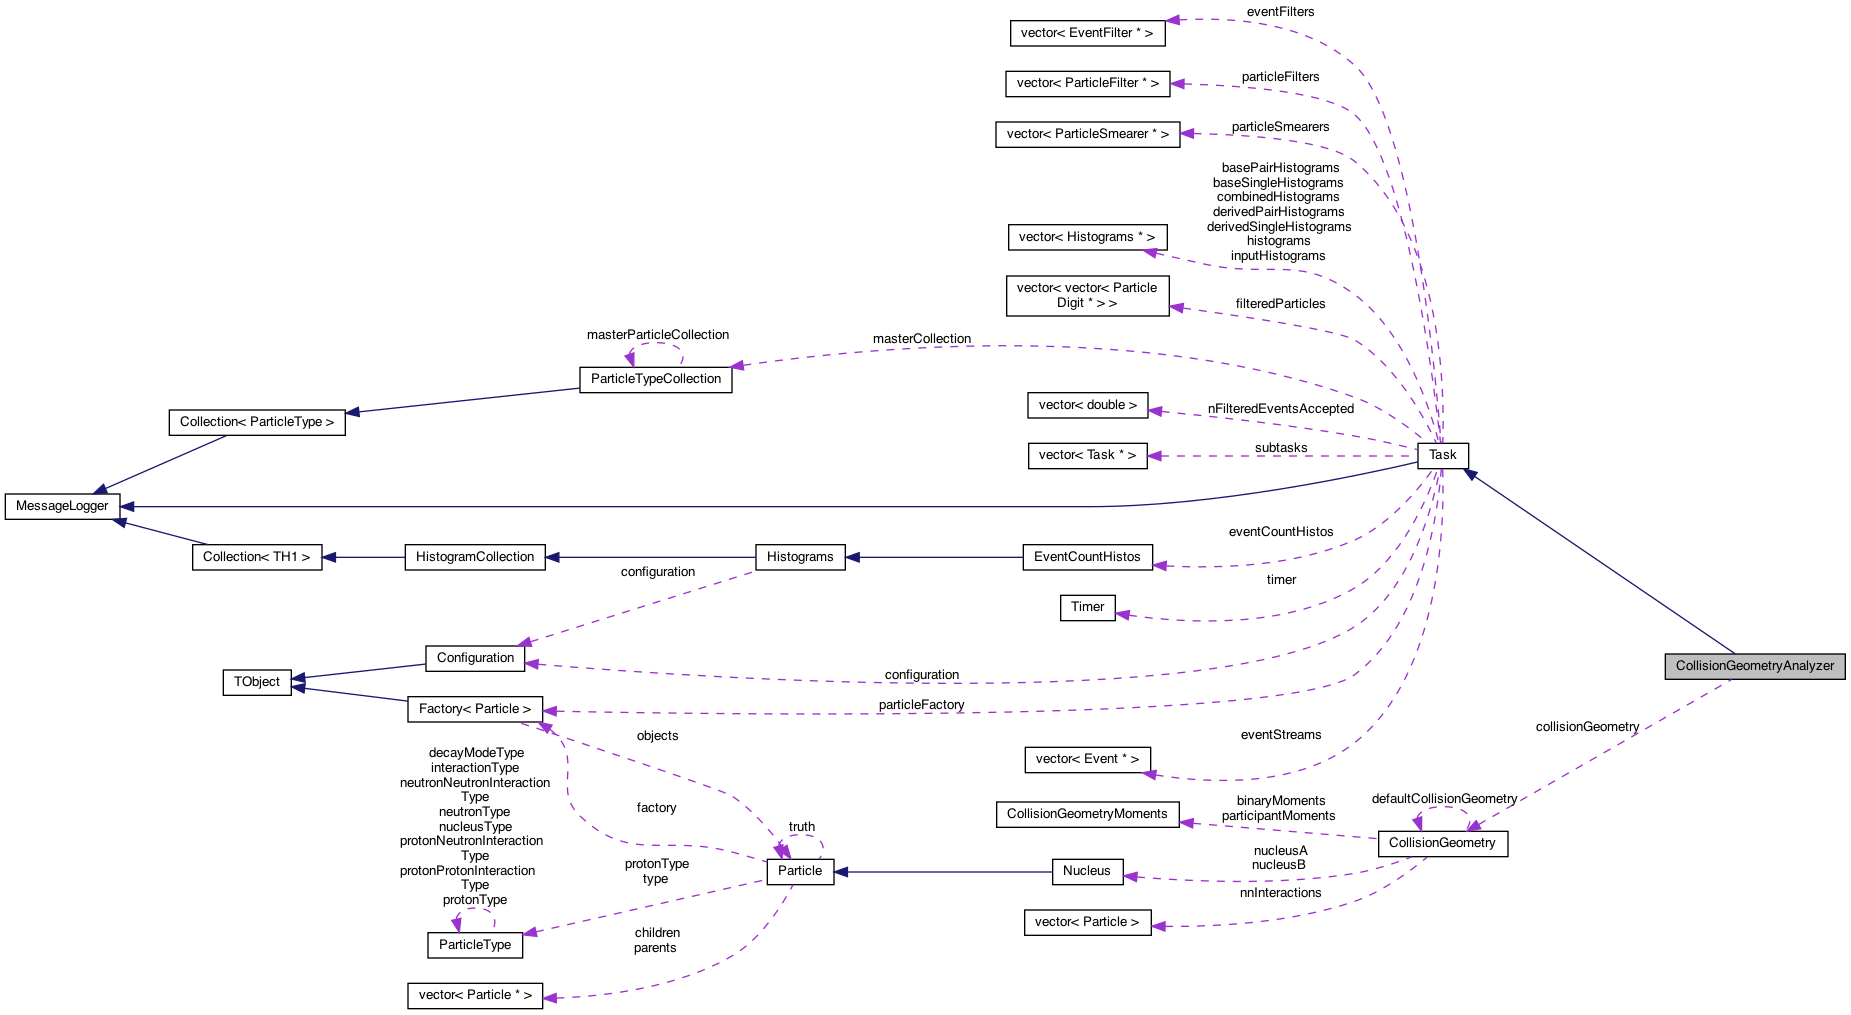 eventFilters
vector< EventFilter * >
particleFilters
vector< ParticleFilter * >
particleSmearers
vector< ParticleSmearer * >
basePairHistograms
baseSingleHistograms
combinedHistograms
derivedPairHistograms
derivedSingleHistograms
histograms
inputHistograms
vector< Histograms * >
vector< vector< Particle
Digit * > >
filteredParticles
masterParticleCollection
masterCollection
ParticleTypeCollection
vector< double >
nFilteredEventsAccepted
Collection< ParticleType >
vector< Task * >
subtasks
Task
MessageLogger
eventCountHistos
Collection< TH1 >
HistogramCollection
Histograms
EventCountHistos
configuration
timer
Timer
Configuration
CollisionGeometryAnalyzer
TObject
configuration
Factory< Particle >
particleFactory
objects
eventStreams
collisionGeometry
decayModeType
interactionType
neutronNeutronInteraction
Type
neutronType
nucleusType
protonNeutronInteraction
Type
protonProtonInteraction
Type
protonType
vector< Event * >
factory
truth
binaryMoments
participantMoments
defaultCollisionGeometry
CollisionGeometryMoments
CollisionGeometry
protonType
type
Particle
Nucleus
nucleusA
nucleusB
nnInteractions
vector< Particle >
ParticleType
children
parents
vector< Particle * >